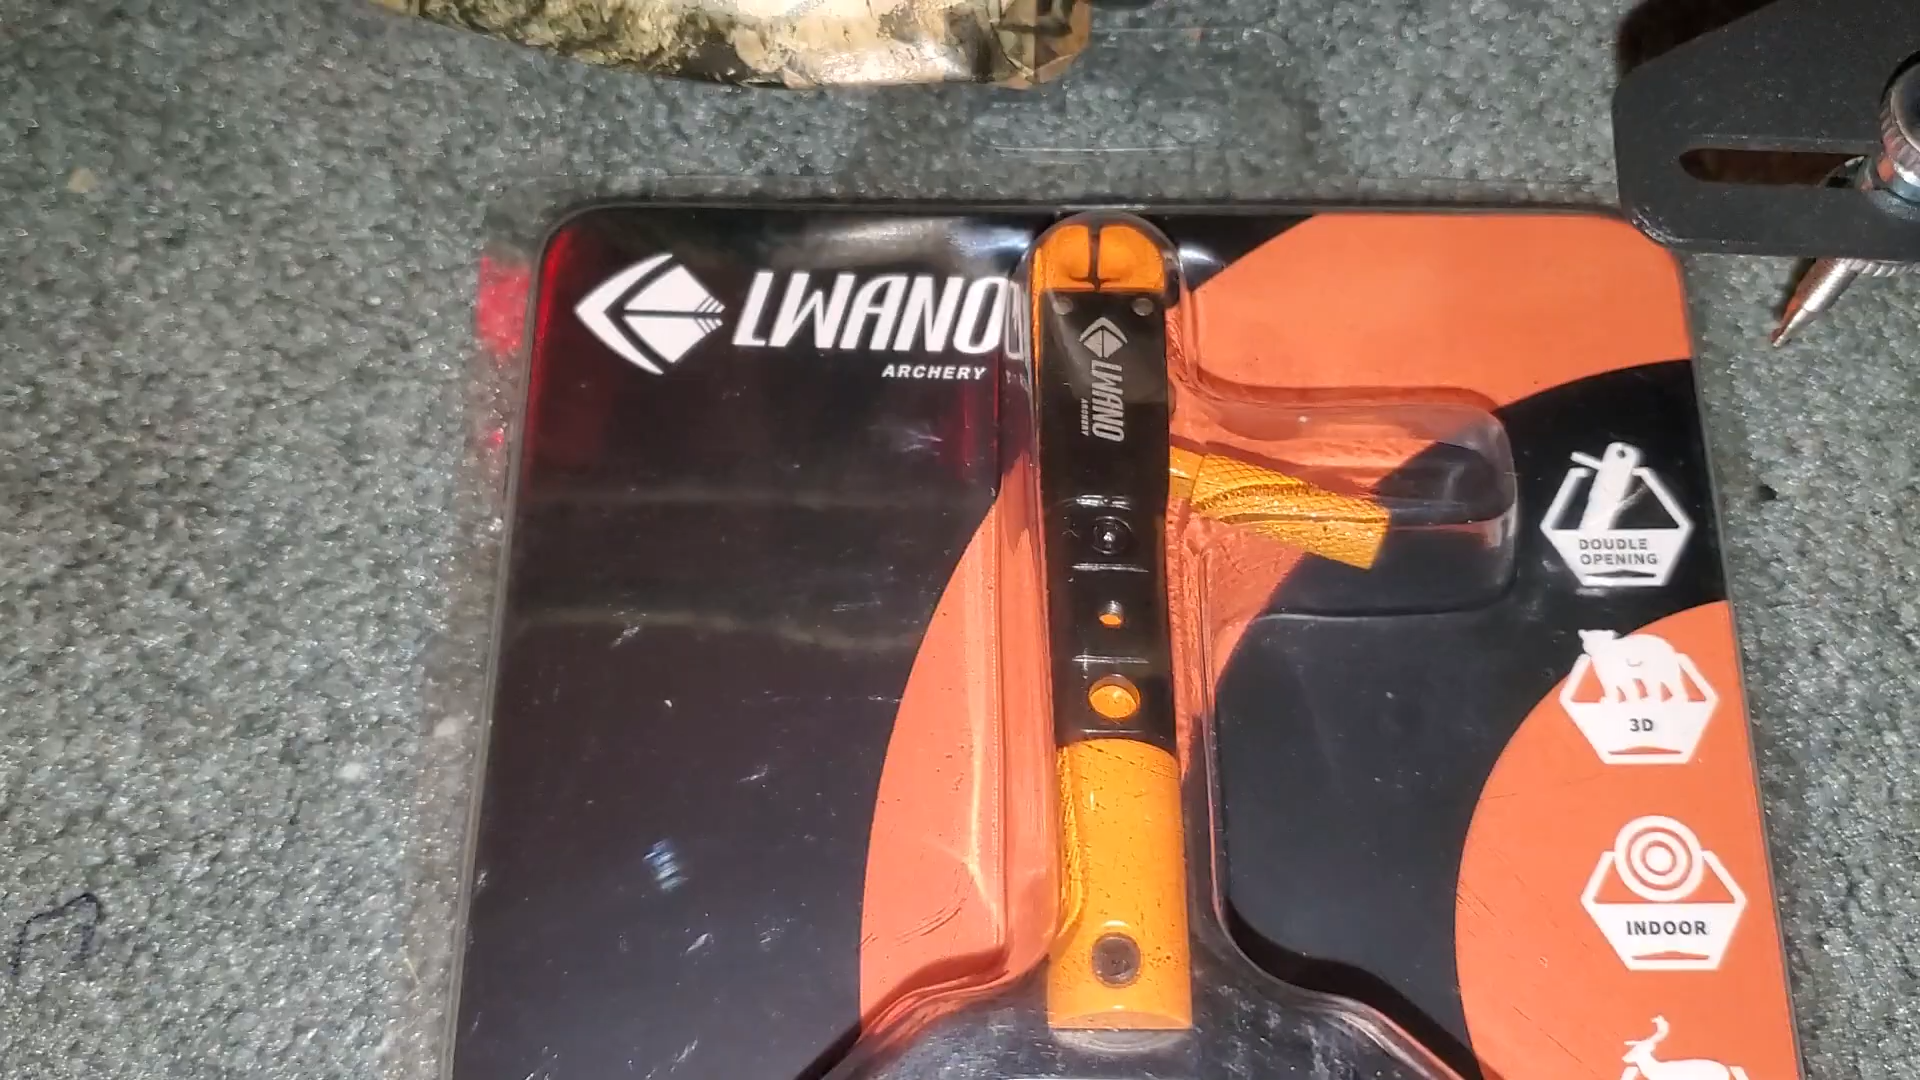 LWANO
ARCHERY
LWANO
ARCHERY
DOUDLE
OPENING
3D
INDOOR